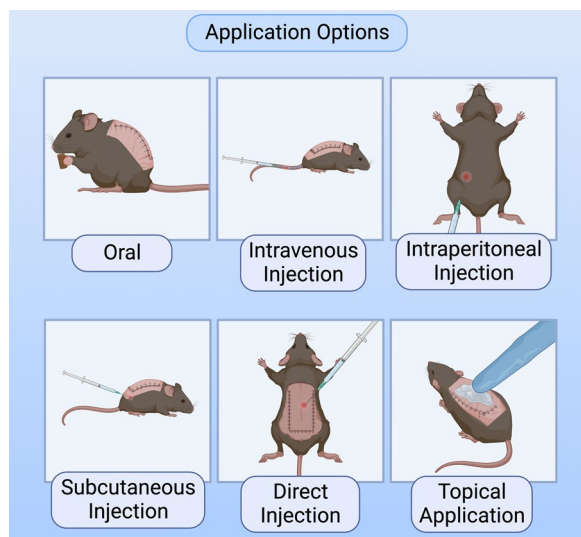 Application Options
Oral
Intravenous
Injection
Intraperitoneal
Injection
Subcutaneous
Injection
Direct
Injection
Topical
Application